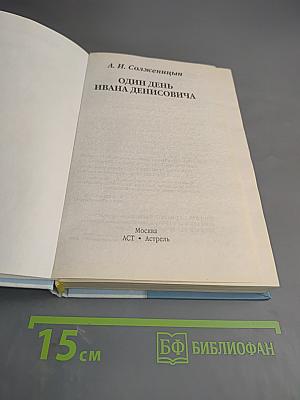 А. И. Солженицын
ОДИН ДЕНЬ
ИВАНА ДЕНИСОВИЧА
Москва
АСТ • Астрель
15 см
БФ БИБЛИОФАН